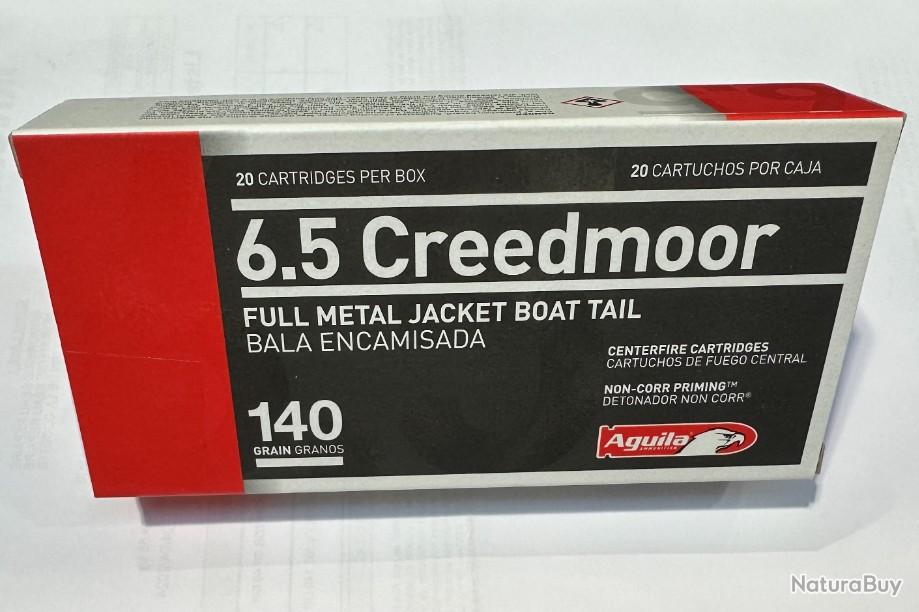 20 CARTRIDGES PER BOX
20 CARTUCHOS POR CAJA
6.5 Creedmoor
FULL METAL JACKET BOAT TAIL
BALA ENCAMISADA
CENTERFIRE CARTRIDGES
CARTUCHOS DE FUEGO CENTRAL
NON-CORR PRIMING™
DETONADOR NON CORR®
140
GRAIN GRANOS
Aguila®
AMMUNITION
NaturaBuy